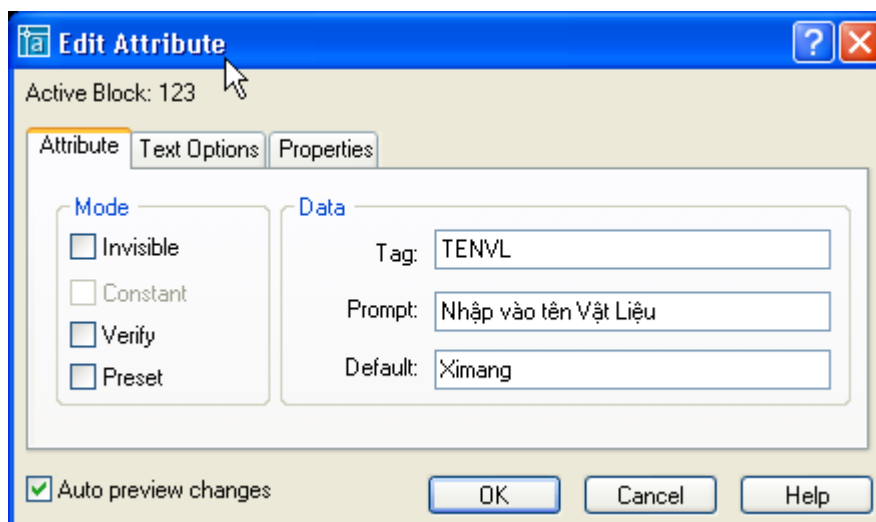 Edit Attribute
Active Block: 123
Attribute Text Options Properties
Mode
Invisible
Constant
Verify
Preset
Data
Tag: TENVL
Prompt: Nhập vào tên Vật Liệu
Default: Ximang
Auto preview changes
OK Cancel Help